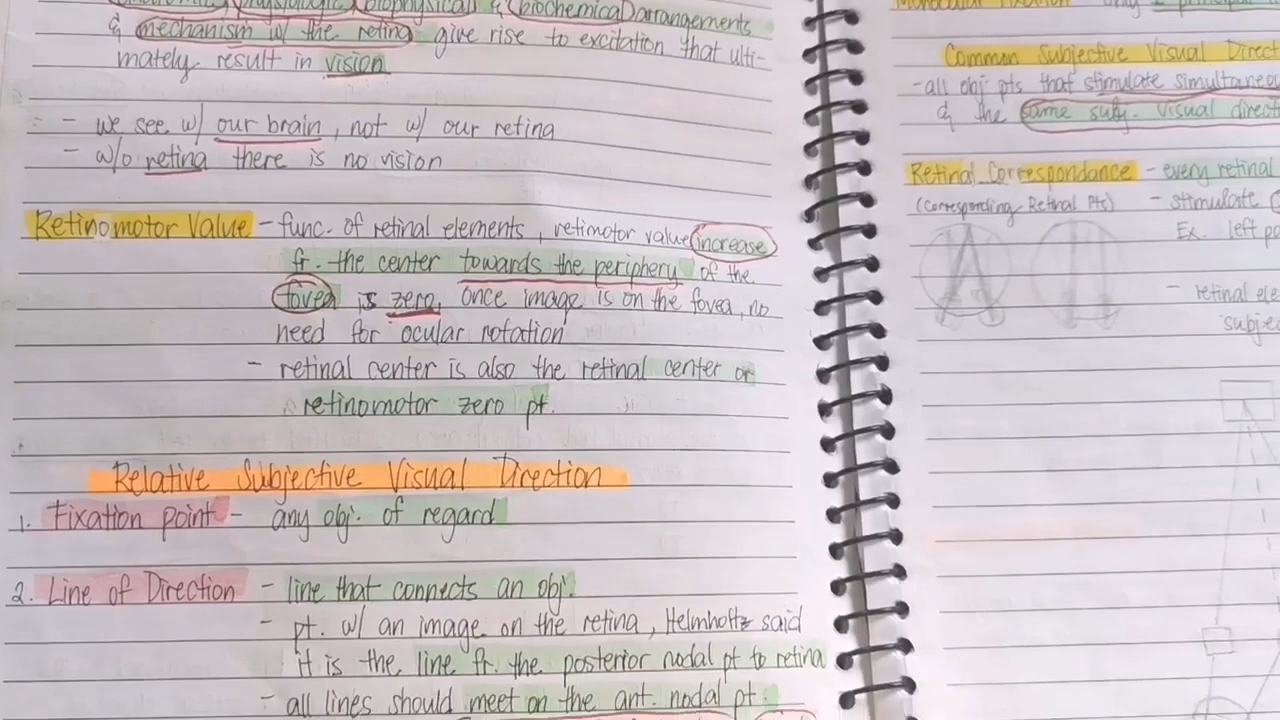 physiologic, biophysical & biochemical arrangements
& mechanism w/ the retina give rise to excitation that ulti-
mately result in vision
- we see w/ our brain, not w/ our retina
- w/o retina there is no vision
Retinomotor Value - func. of retinal elements, retimotor value increase
fr. the center towards the periphery of the
fovea is zero, once image is on the fovea, no
need for ocular rotation
- retinal center is also the retinal center or
retinomotor zero pt.
Relative Subjective Visual Direction
1. Fixation point - any obj. of regard
2. Line of Direction - line that connects an obj.
- pt. w/ an image on the retina, Helmholtz said
it is the line fr. the posterior nodal pt to retina
- all lines should meet on the ant. nodal pt.
Common Subjective Visual Direct
- all obj pts that stimulate simultaneo
& the same subj. visual direct
Retinal Correspondance - every retinal
(Corresponding Retinal Pts) - stimulate
Ex. left po
- retinal ele
subje